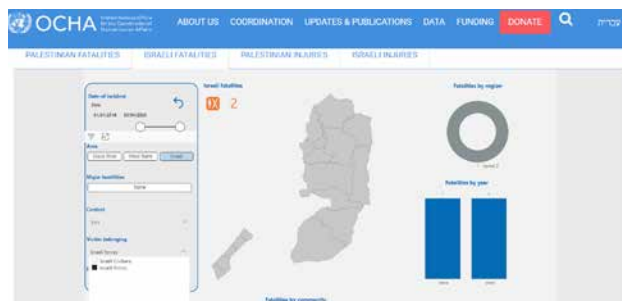 OCHA
ABOUT US COORDINATION UPDATES & PUBLICATIONS DATA FUNDING DONATE עברית
PALESTINIAN FATALITIES ISRAELI FATALITIES PALESTINIAN INJURIES ISRAELI INJURIES
Date of incident
Israeli fatalities
2
Fatalities by region
Area
Gaza Strip West Bank Israel
Major hostilities
None
Context
Victim belonging
Israeli forces
Israeli Civilians
Israeli forces
Fatalities by year
Fatalities by community